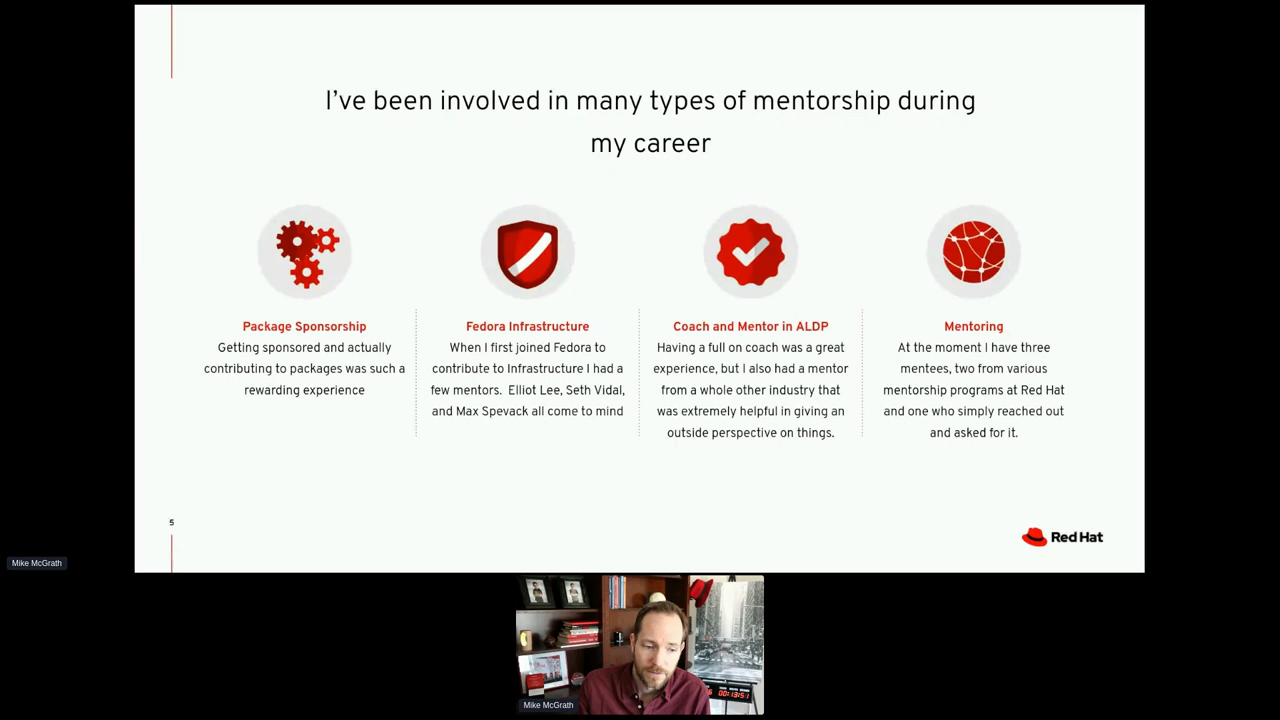 I've been involved in many types of mentorship during
my career
Package Sponsorship
Getting sponsored and actually
contributing to packages was such a
rewarding experience
Fedora Infrastructure
When I first joined Fedora to
contribute to Infrastructure I had a
few mentors.  Elliot Lee, Seth Vidal,
and Max Spevack all come to mind
Coach and Mentor in ALDP
Having a full on coach was a great
experience, but I also had a mentor
from a whole other industry that
was extremely helpful in giving an
outside perspective on things.
Mentoring
At the moment I have three
mentees, two from various
mentorship programs at Red Hat
and one who simply reached out
and asked for it.
5
Red Hat
Mike McGrath
00:13:51
Mike McGrath